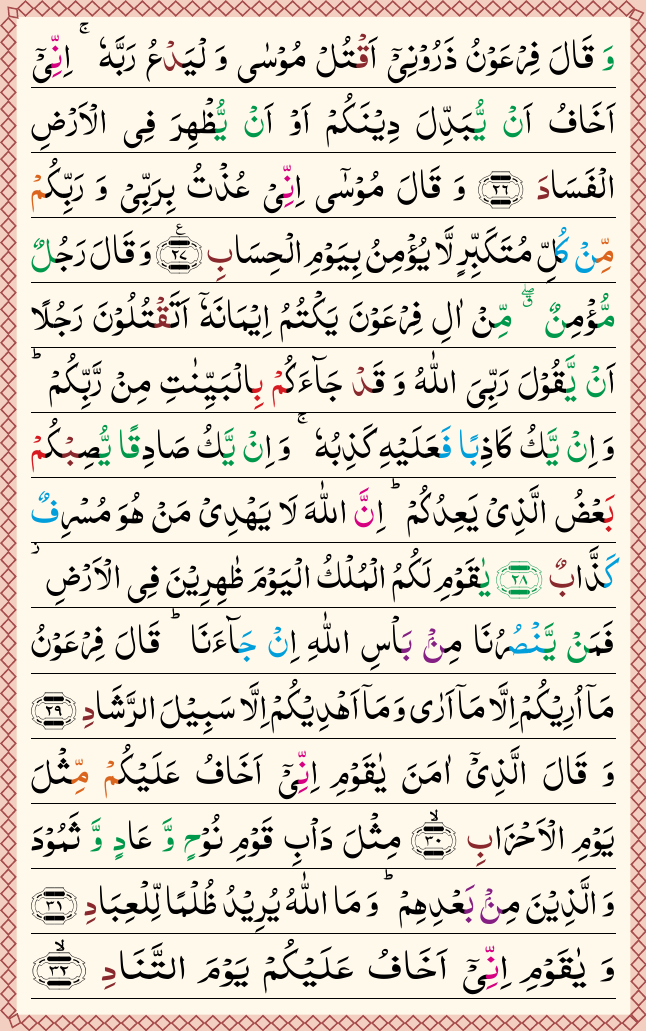 وَ قَالَ فِرْعَوْنُ ذَرُوْنِیْۤ اَقْتُلْ مُوْسٰی وَ لْیَدْعُ رَبَّهٗ ۚ اِنِّیْۤ
اَخَافُ اَنْ یُّبَدِّلَ دِیْنَكُمْ اَوْ اَنْ یُّظْهِرَ فِی الْاَرْضِ
الْفَسَادَ ﴿۲۶﴾ وَ قَالَ مُوْسٰۤی اِنِّیْ عُذْتُ بِرَبِّیْ وَ رَبِّكُمْ
مِّنْ كُلِّ مُتَكَبِّرٍ لَّا یُؤْمِنُ بِیَوْمِ الْحِسَابِ ﴿۲۷﴾ ع وَ قَالَ رَجُلٌ
مُّؤْمِنٌ ۖۗ مِّنْ اٰلِ فِرْعَوْنَ یَكْتُمُ اِیْمَانَهٗۤ اَتَقْتُلُوْنَ رَجُلًا
اَنْ یَّقُوْلَ رَبِّیَ اللّٰهُ وَ قَدْ جَآءَكُمْ بِالْبَیِّنٰتِ مِنْ رَّبِّكُمْ ؕ
وَ اِنْ یَّكُ كَاذِبًا فَعَلَیْهِ كَذِبُهٗ ۚ وَ اِنْ یَّكُ صَادِقًا یُّصِبْكُمْ
بَعْضُ الَّذِیْ یَعِدُكُمْ ؕ اِنَّ اللّٰهَ لَا یَهْدِیْ مَنْ هُوَ مُسْرِفٌ
كَذَّابٌ ﴿۲۸﴾ یٰقَوْمِ لَكُمُ الْمُلْكُ الْیَوْمَ ظٰهِرِیْنَ فِی الْاَرْضِ ؗ
فَمَنْ یَّنْصُرُنَا مِنْۢ بَاْسِ اللّٰهِ اِنْ جَآءَنَا ؕ قَالَ فِرْعَوْنُ
مَاۤ اُرِیْكُمْ اِلَّا مَاۤ اَرٰی وَ مَاۤ اَهْدِیْكُمْ اِلَّا سَبِیْلَ الرَّشَادِ ﴿۲۹﴾
وَ قَالَ الَّذِیْۤ اٰمَنَ یٰقَوْمِ اِنِّیْۤ اَخَافُ عَلَیْكُمْ مِّثْلَ
یَوْمِ الْاَحْزَابِ ﴿ۙ۳۰﴾ مِثْلَ دَاْبِ قَوْمِ نُوْحٍ وَّ عَادٍ وَّ ثَمُوْدَ
وَ الَّذِیْنَ مِنْۢ بَعْدِهِمْ ؕ وَ مَا اللّٰهُ یُرِیْدُ ظُلْمًا لِّلْعِبَادِ ﴿۳۱﴾
وَ یٰقَوْمِ اِنِّیْۤ اَخَافُ عَلَیْكُمْ یَوْمَ التَّنَادِ ﴿ۙ۳۲﴾